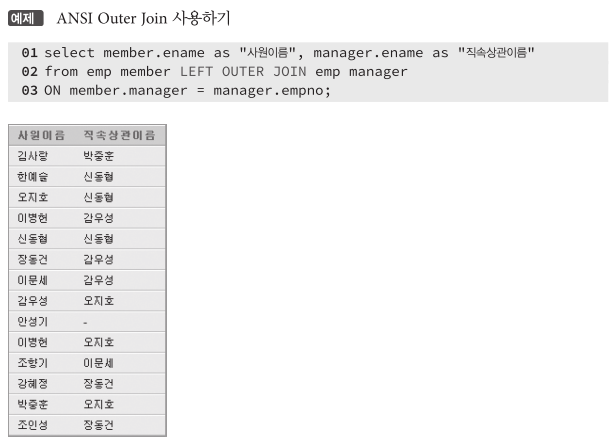 예제 ANSI Outer Join 사용하기
01 select member.ename as "사원이름", manager.ename as "직속상관이름"
02 from emp member LEFT OUTER JOIN emp manager
03 ON member.manager = manager.empno;
사원이름 직속상관이름
김사랑 박중훈
한예슬 신동협
오지호 신동협
이병헌 감우성
신동협 신동협
장동건 감우성
이문세 감우성
감우성 오지호
안성기 -
이병헌 오지호
조향기 이문세
강혜정 장동건
박중훈 오지호
조인성 장동건